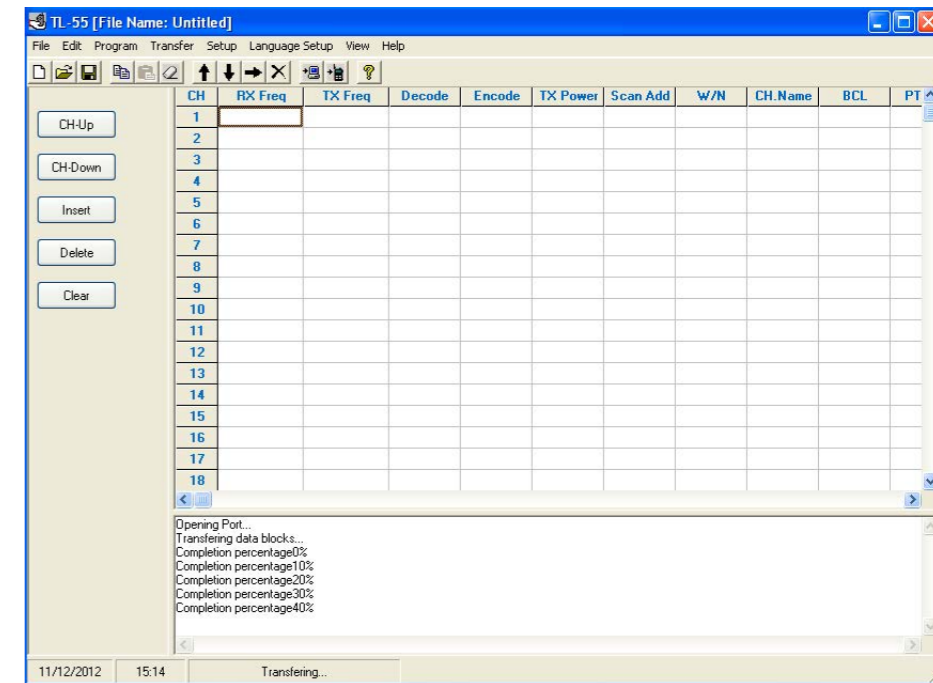 TL-55 [File Name: Untitled]
File Edit Program Transfer Setup Language Setup View Help
CH RX Freq TX Freq Decode Encode TX Power Scan Add W/N CH.Name BCL PT
CH-Up
CH-Down
Insert
Delete
Clear
1
2
3
4
5
6
7
8
9
10
11
12
13
14
15
16
17
18
Opening Port...
Transfering data blocks...
Completion percentage0%
Completion percentage10%
Completion percentage20%
Completion percentage30%
Completion percentage40%
11/12/2012 15:14 Transfering...